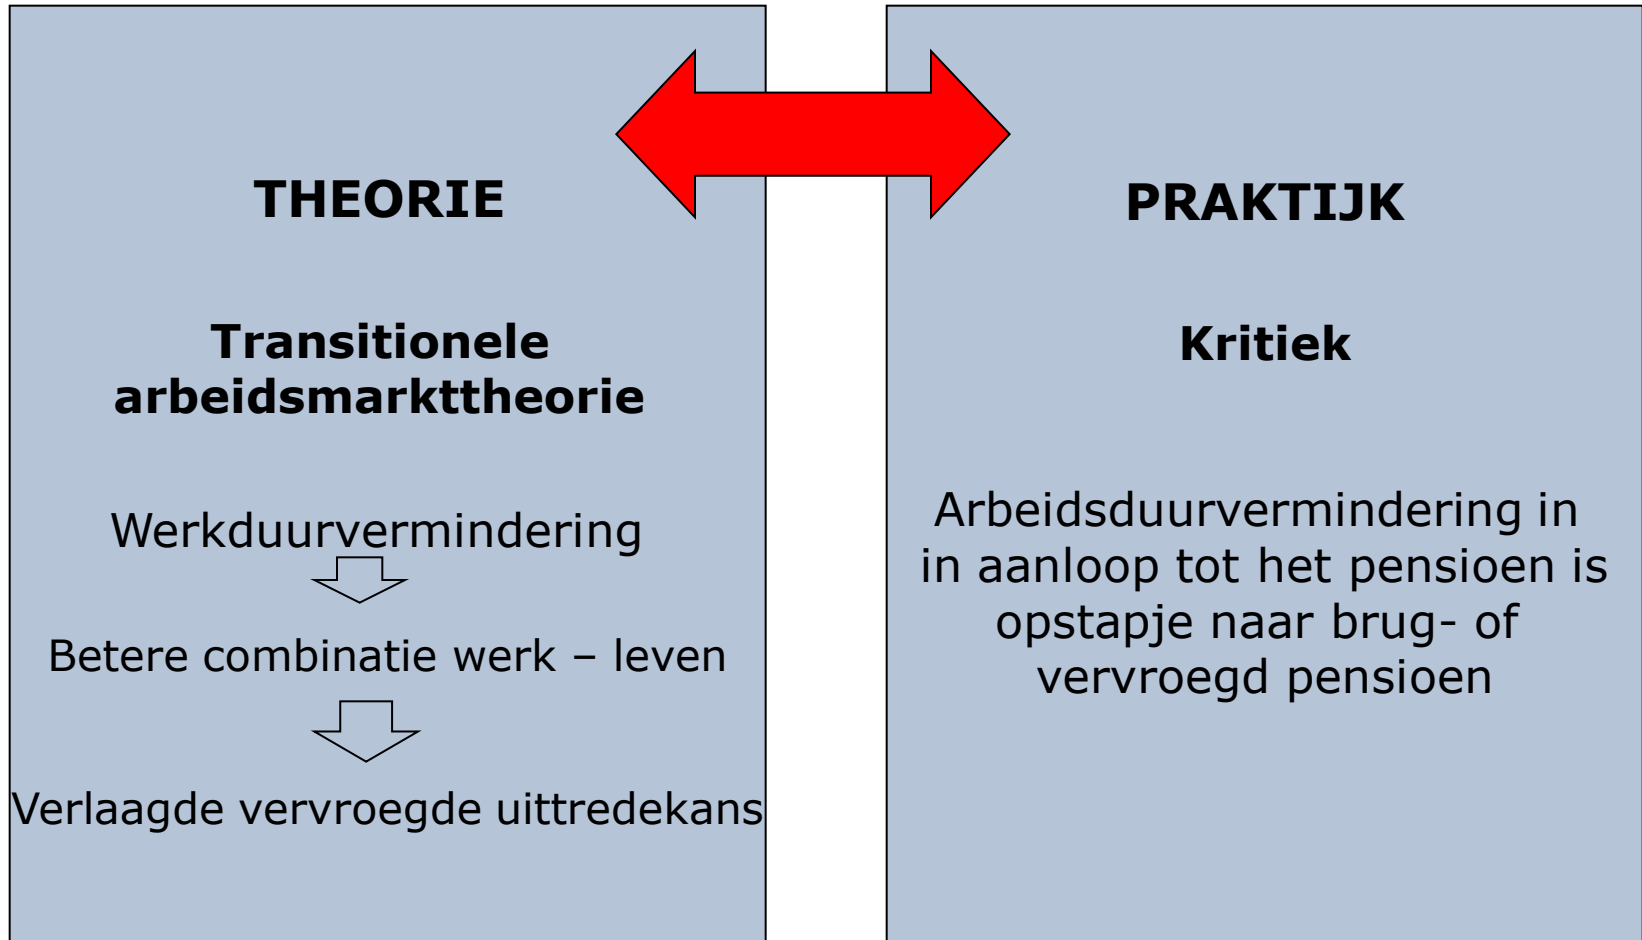 THEORIE
Transitionele
arbeidsmarkttheorie
Werkduurvermindering
Betere combinatie werk – leven
Verlaagde vervroegde uittredekans
PRAKTIJK
Kritiek
Arbeidsduurvermindering in
in aanloop tot het pensioen is
opstapje naar brug- of
vervroegd pensioen